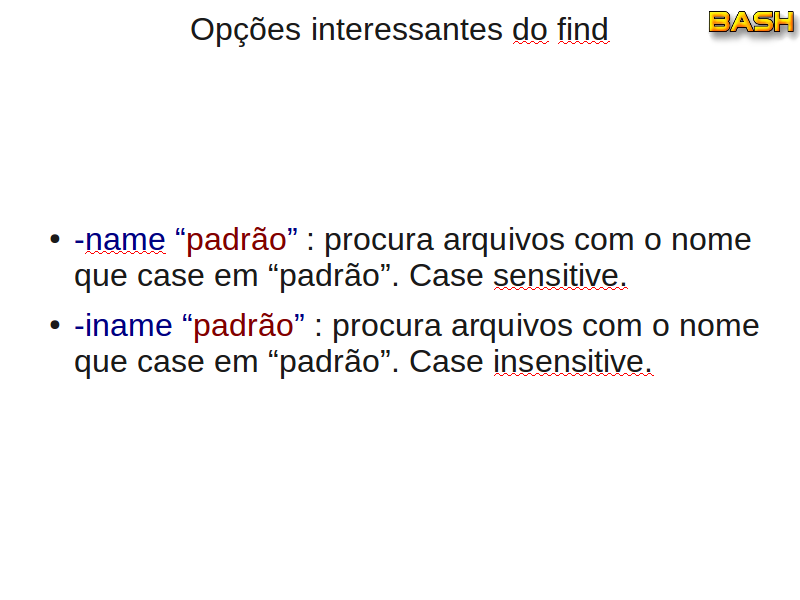 Opções interessantes do find
BASH
• -name “padrão” : procura arquivos com o nome
que case em “padrão”. Case sensitive.
• -iname “padrão” : procura arquivos com o nome
que case em “padrão”. Case insensitive.